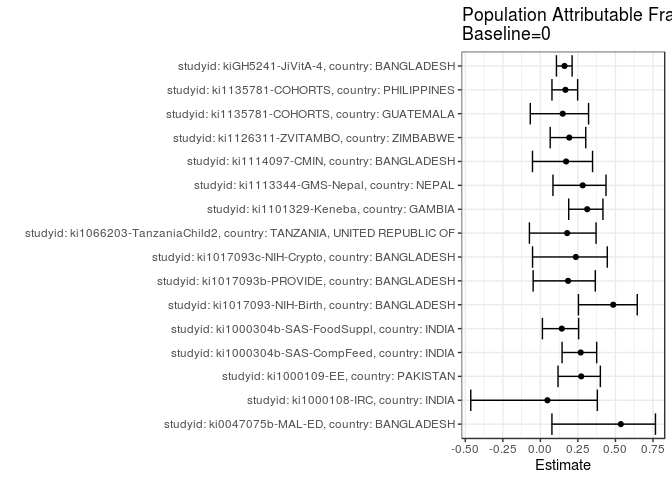 Population Attributable Fra
Baseline=0
studyid: kiGH5241-JiVitA-4, country: BANGLADESH
studyid: ki1135781-COHORTS, country: PHILIPPINES
studyid: ki1135781-COHORTS, country: GUATEMALA
studyid: ki1126311-ZVITAMBO, country: ZIMBABWE
studyid: ki1114097-CMIN, country: BANGLADESH
studyid: ki1113344-GMS-Nepal, country: NEPAL
studyid: ki1101329-Keneba, country: GAMBIA
studyid: ki1066203-TanzaniaChild2, country: TANZANIA, UNITED REPUBLIC OF
studyid: ki1017093c-NIH-Crypto, country: BANGLADESH
studyid: ki1017093b-PROVIDE, country: BANGLADESH
studyid: ki1017093-NIH-Birth, country: BANGLADESH
studyid: ki1000304b-SAS-FoodSuppl, country: INDIA
studyid: ki1000304b-SAS-CompFeed, country: INDIA
studyid: ki1000109-EE, country: PAKISTAN
studyid: ki1000108-IRC, country: INDIA
studyid: ki0047075b-MAL-ED, country: BANGLADESH
-0.50 -0.25 0.00 0.25 0.50 0.75
Estimate